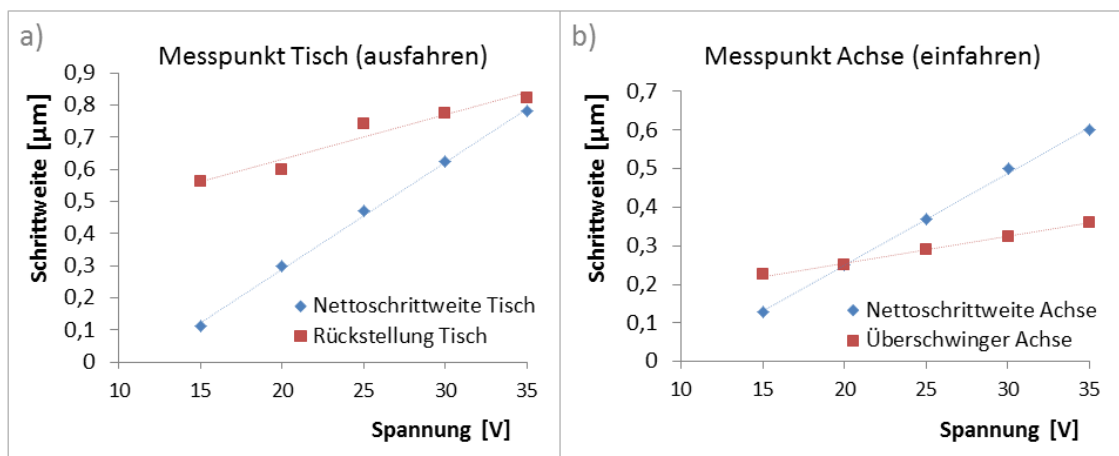 a)
Messpunkt Tisch (ausfahren)
Schrittweite [µm]
0,9
0,8
0,7
0,6
0,5
0,4
0,3
0,2
0,1
0
Nettoschrittweite Tisch
Rückstellung Tisch
10 15 20 25 30 35
Spannung [V]
b)
Messpunkt Achse (einfahren)
Schrittweite [µm]
0,7
0,6
0,5
0,4
0,3
0,2
0,1
0
Nettoschrittweite Achse
Überschwinger Achse
10 15 20 25 30 35
Spannung [V]